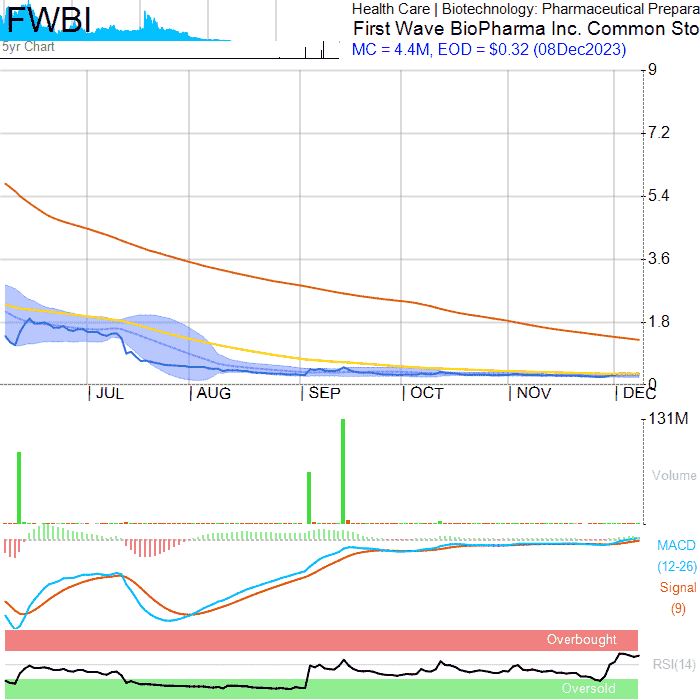 FWBI
5yr Chart
Health Care | Biotechnology: Pharmaceutical Prepara
First Wave BioPharma Inc. Common Sto
MC = 4.4M, EOD = $0.32 (08Dec2023)
9
7.2
5.4
3.6
1.8
0
JUL AUG SEP OCT NOV DEC
131M
Volume
MACD
(12-26)
Signal
(9)
Overbought
RSI(14)
Oversold